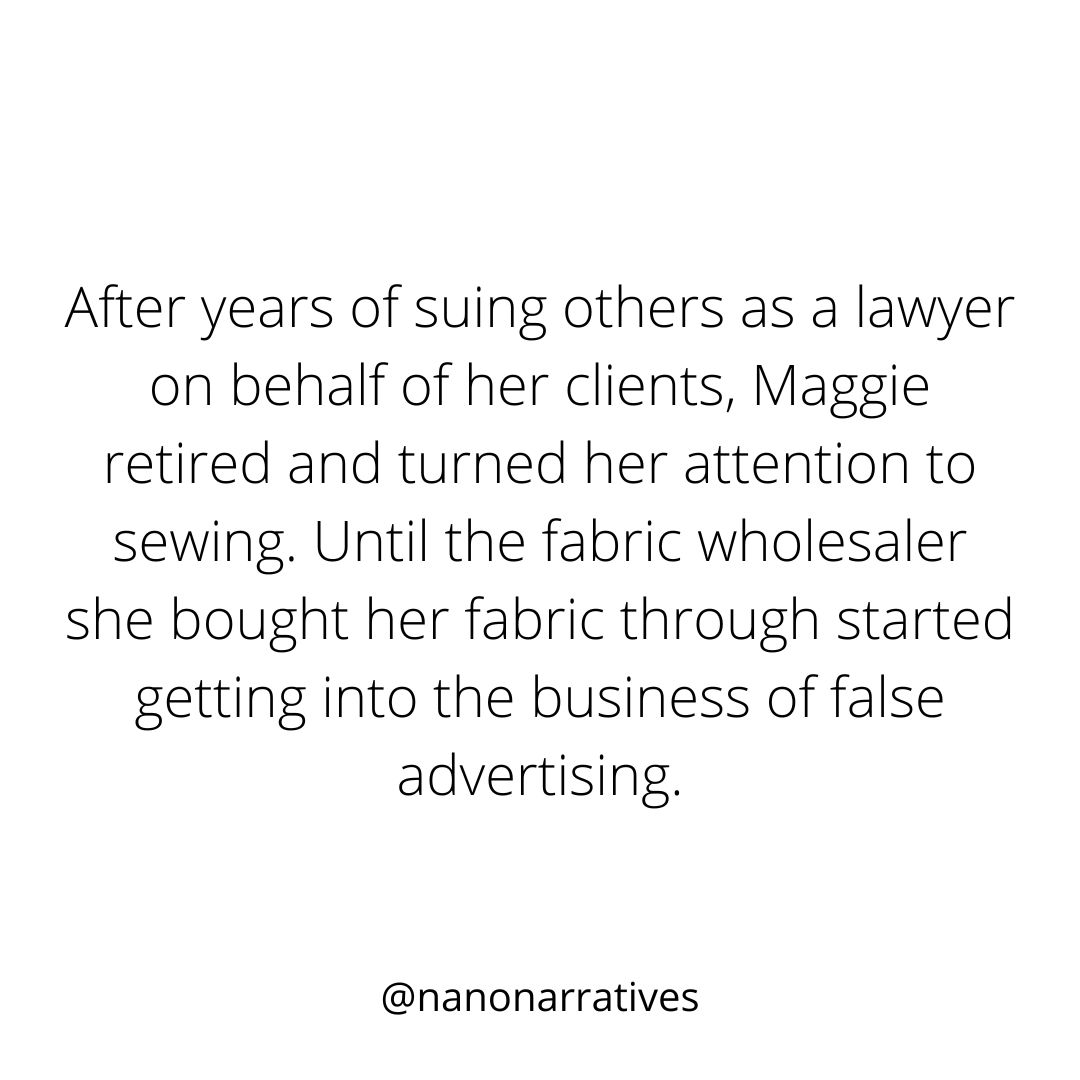 After years of suing others as a lawyer
on behalf of her clients, Maggie
retired and turned her attention to
sewing. Until the fabric wholesaler
she bought her fabric through started
getting into the business of false
advertising.
@nanonarratives